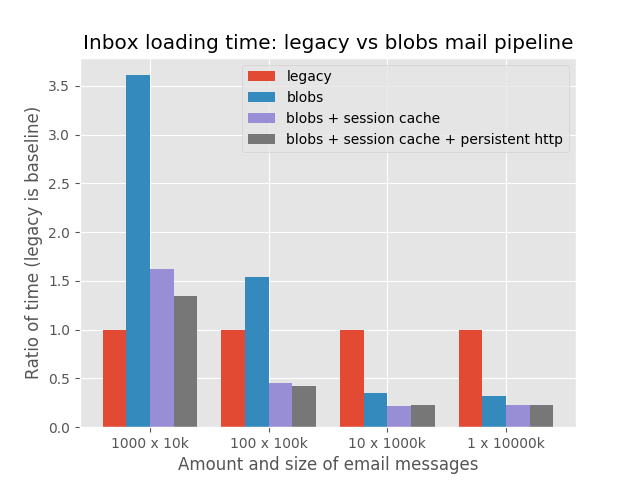 Inbox loading time: legacy vs blobs mail pipeline
legacy
blobs
blobs + session cache
blobs + session cache + persistent http
Ratio of time (legacy is baseline)
3.5
3.0
2.5
2.0
1.5
1.0
0.5
0.0
1000 x 10k
100 x 100k
10 x 1000k
1 x 10000k
Amount and size of email messages